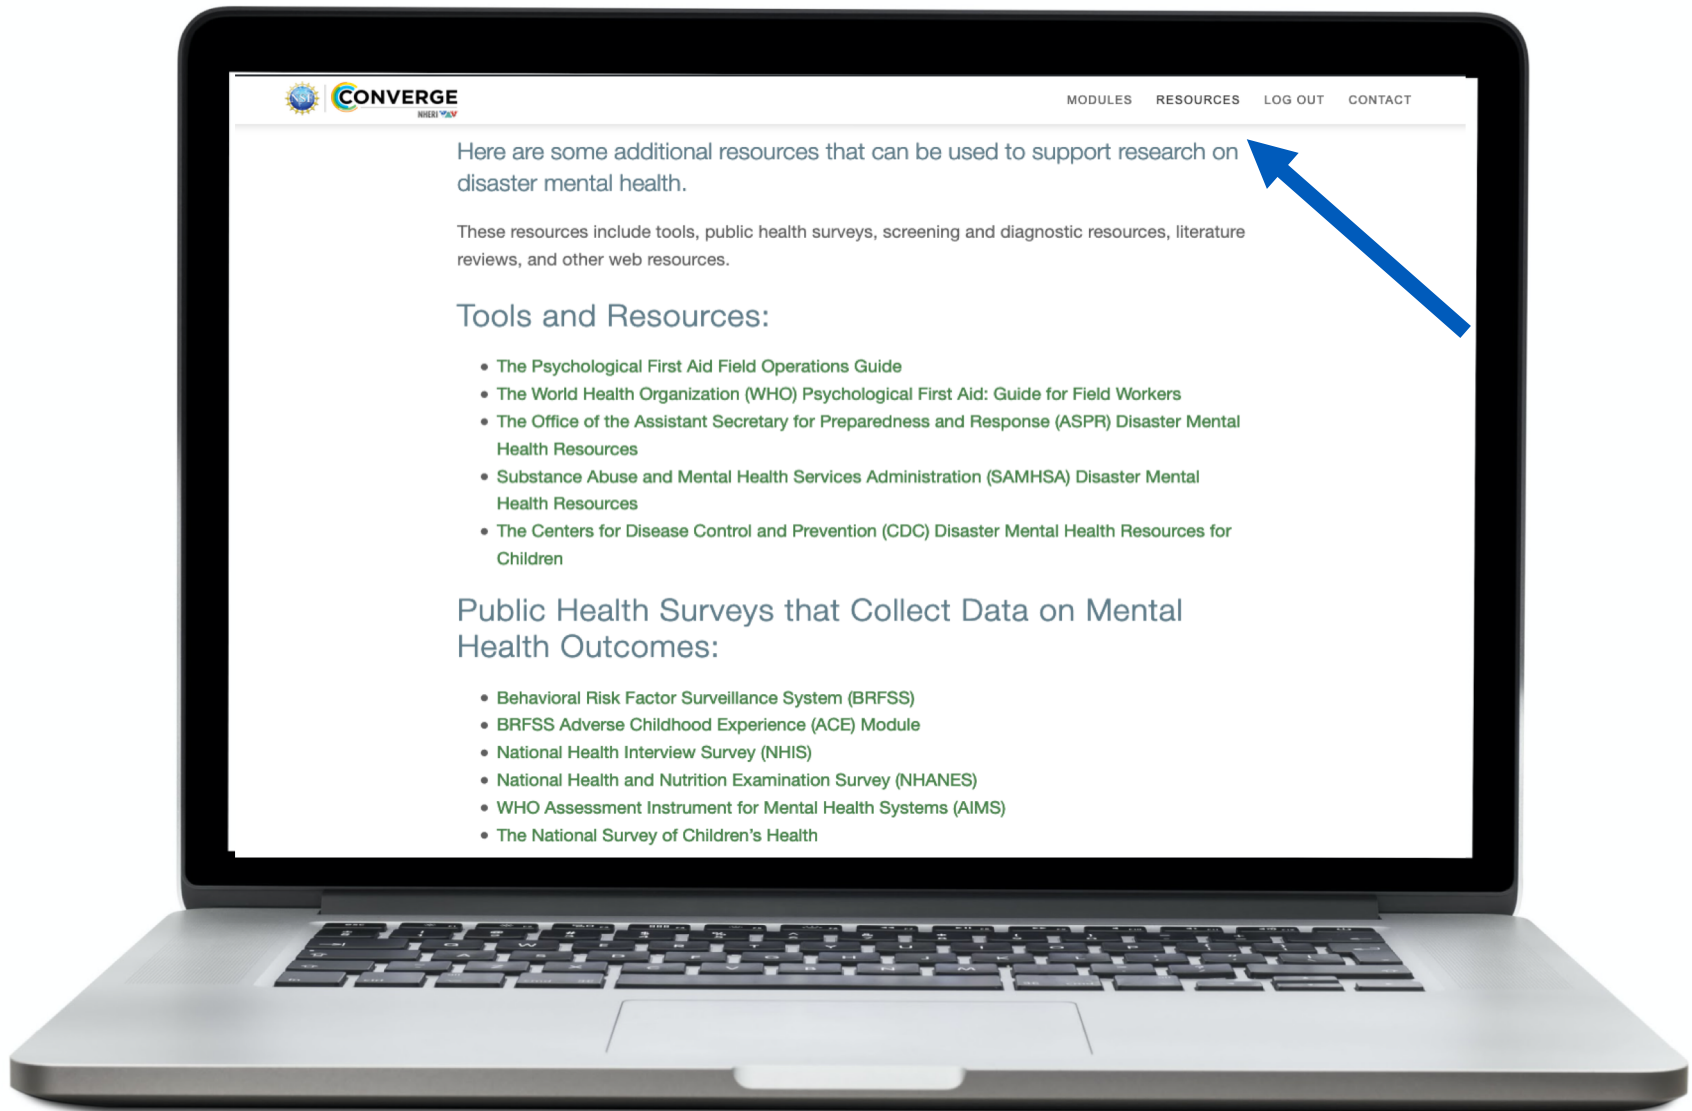 NSF
CONVERGE
NHERI
MODULES RESOURCES LOG OUT CONTACT
Here are some additional resources that can be used to support research on
disaster mental health.
These resources include tools, public health surveys, screening and diagnostic resources, literature
reviews, and other web resources.
Tools and Resources:
• The Psychological First Aid Field Operations Guide
• The World Health Organization (WHO) Psychological First Aid: Guide for Field Workers
• The Office of the Assistant Secretary for Preparedness and Response (ASPR) Disaster Mental
Health Resources
• Substance Abuse and Mental Health Services Administration (SAMHSA) Disaster Mental
Health Resources
• The Centers for Disease Control and Prevention (CDC) Disaster Mental Health Resources for
Children
Public Health Surveys that Collect Data on Mental
Health Outcomes:
• Behavioral Risk Factor Surveillance System (BRFSS)
• BRFSS Adverse Childhood Experience (ACE) Module
• National Health Interview Survey (NHIS)
• National Health and Nutrition Examination Survey (NHANES)
• WHO Assessment Instrument for Mental Health Systems (AIMS)
• The National Survey of Children’s Health